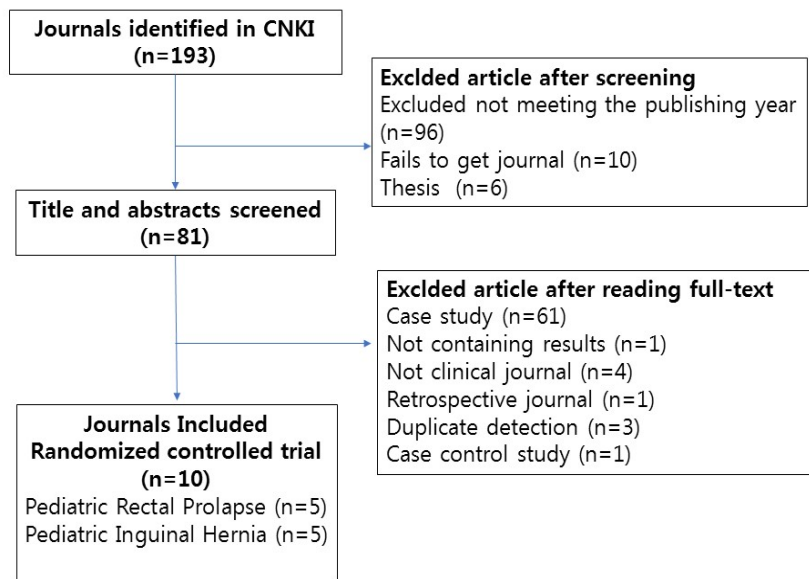 Journals identified in CNKI
(n=193)
Exclded article after screening
Excluded not meeting the publishing year
(n=96)
Fails to get journal (n=10)
Thesis (n=6)
Title and abstracts screened
(n=81)
Exclded article after reading full-text
Case study (n=61)
Not containing results (n=1)
Not clinical journal (n=4)
Retrospective journal (n=1)
Duplicate detection (n=3)
Case control study (n=1)
Journals Included
Randomized controlled trial
(n=10)
Pediatric Rectal Prolapse (n=5)
Pediatric Inguinal Hernia (n=5)